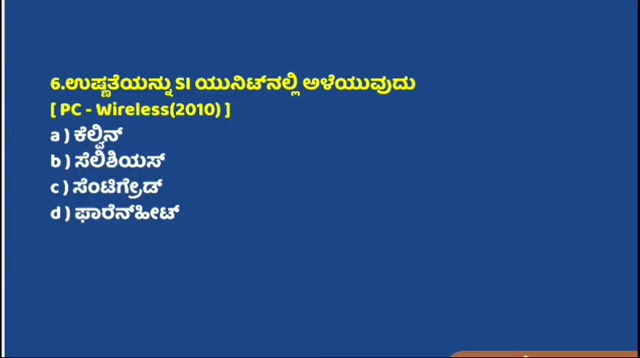 6.ಉಷ್ಣತೆಯನ್ನು SI ಯುನಿಟ್‌ನಲ್ಲಿ ಅಳೆಯುವುದು
[ PC - Wireless(2010) ]
a ) ಕೆಲ್ವಿನ್
b ) ಸೆಲಿಶಿಯಸ್
c ) ಸೆಂಟಿಗ್ರೇಡ್
d ) ಫಾರೆನ್‌ಹೀಟ್